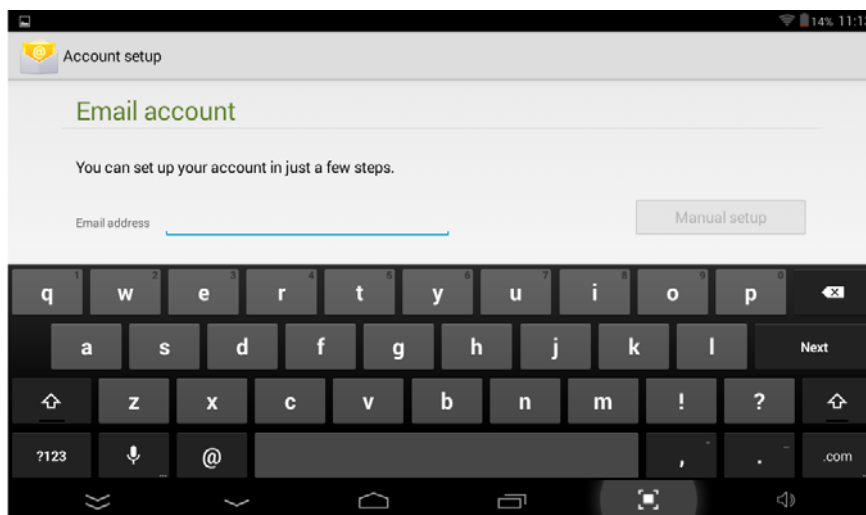 14% 11:1
Account setup
Email account
You can set up your account in just a few steps.
Email address
Manual setup
1 2 3 4 5 6 7 8 9 0
q w e r t y u i o p
a s d f g h j k l Next
z x c v b n m ! ?
?123 @ , . .com